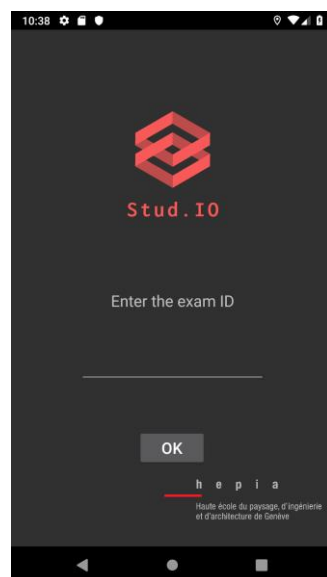 10:38
Stud.IO
Enter the exam ID
OK
h e p i a
Haute école du paysage, d'ingénierie
et d'architecture de Genève